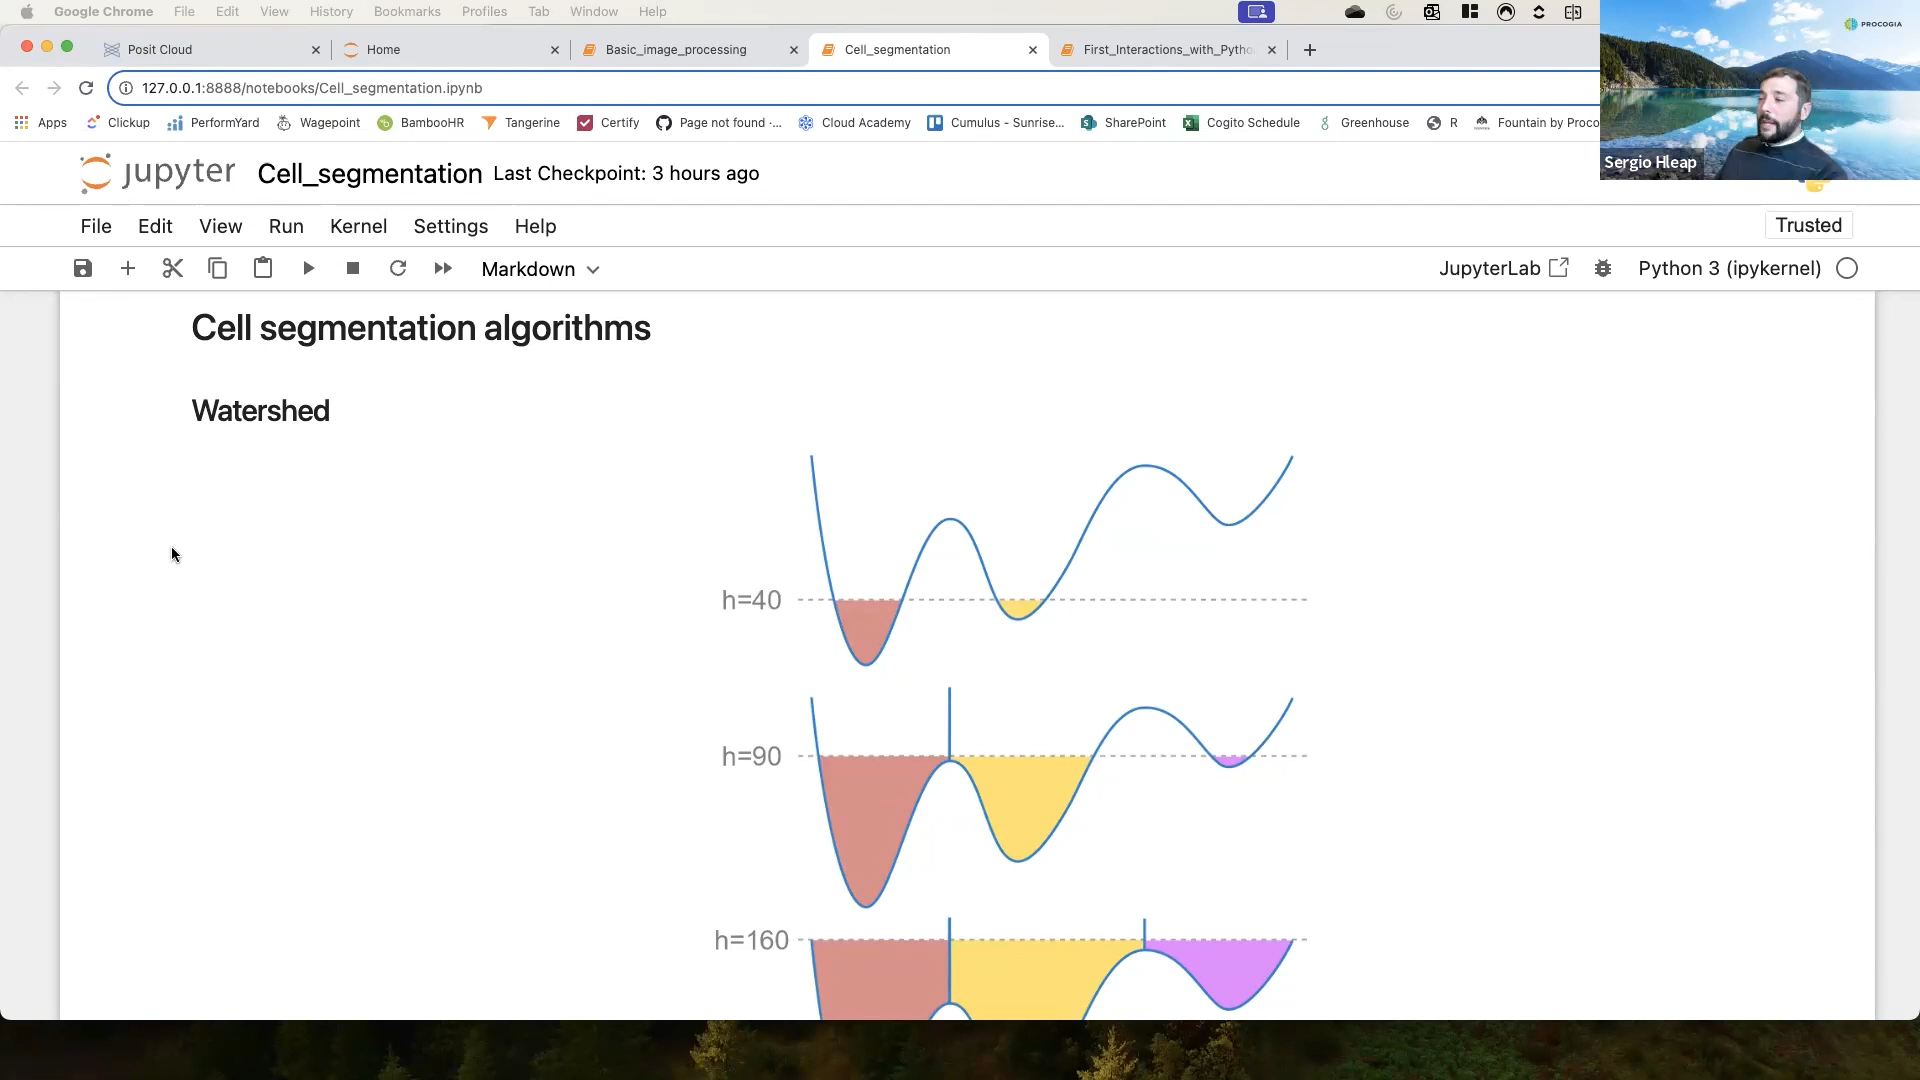 Google Chrome File Edit View History Bookmarks Profiles Tab Window Help
Posit Cloud Home Basic_image_processing Cell_segmentation First_Interactions_with_Pytho
127.0.0.1:8888/notebooks/Cell_segmentation.ipynb
Apps Clickup PerformYard Wagepoint BambooHR Tangerine Certify Page not found ·... Cloud Academy Cumulus - Sunrise... SharePoint Cogito Schedule Greenhouse R Fountain by Proco
PROCOGIA
Sergio Hleap
jupyter Cell_segmentation Last Checkpoint: 3 hours ago
File Edit View Run Kernel Settings Help Trusted
Markdown JupyterLab Python 3 (ipykernel)
Cell segmentation algorithms
Watershed
h=40
h=90
h=160